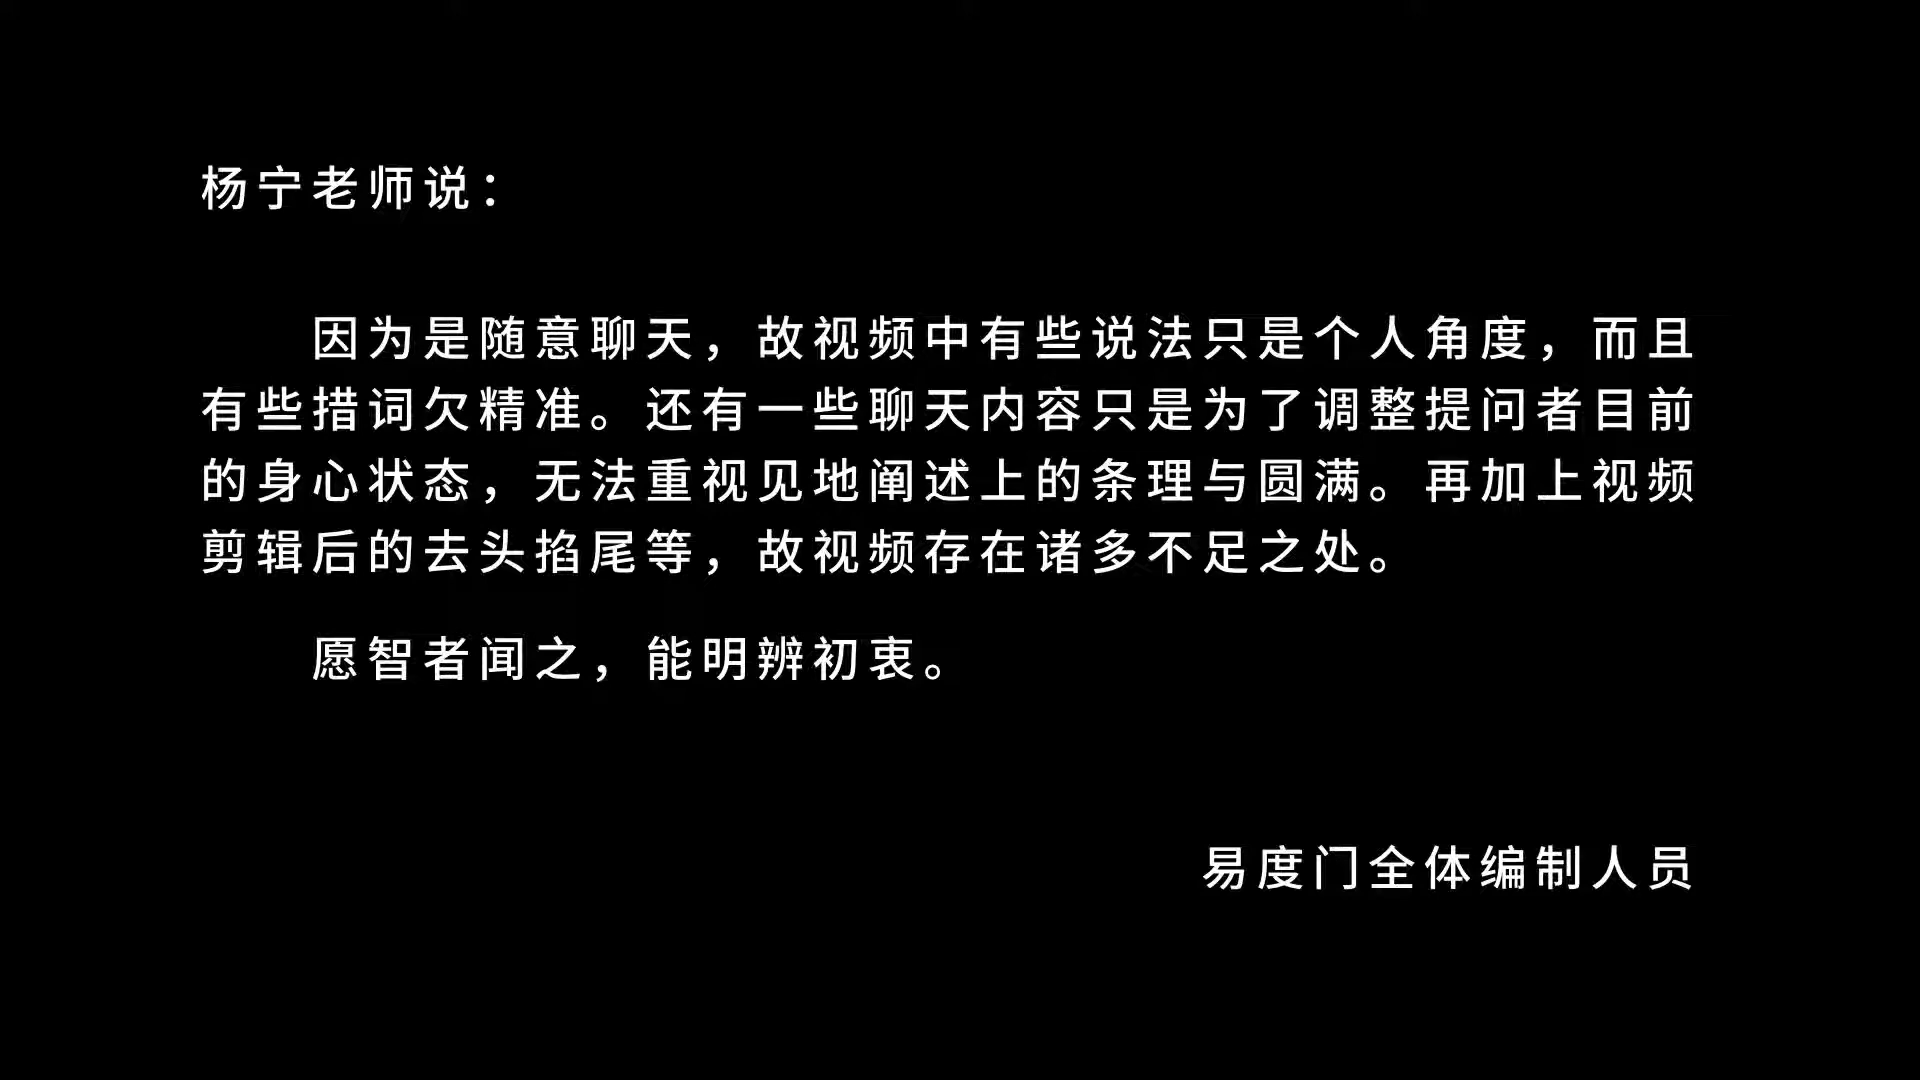 杨宁老师说：
因为是随意聊天，故视频中有些说法只是个人角度，而且
有些措词欠精准。还有一些聊天内容只是为了调整提问者目前
的身心状态，无法重视见地阐述上的条理与圆满。再加上视频
剪辑后的去头掐尾等，故视频存在诸多不足之处。
愿智者闻之，能明辨初衷。
易度门全体编制人员